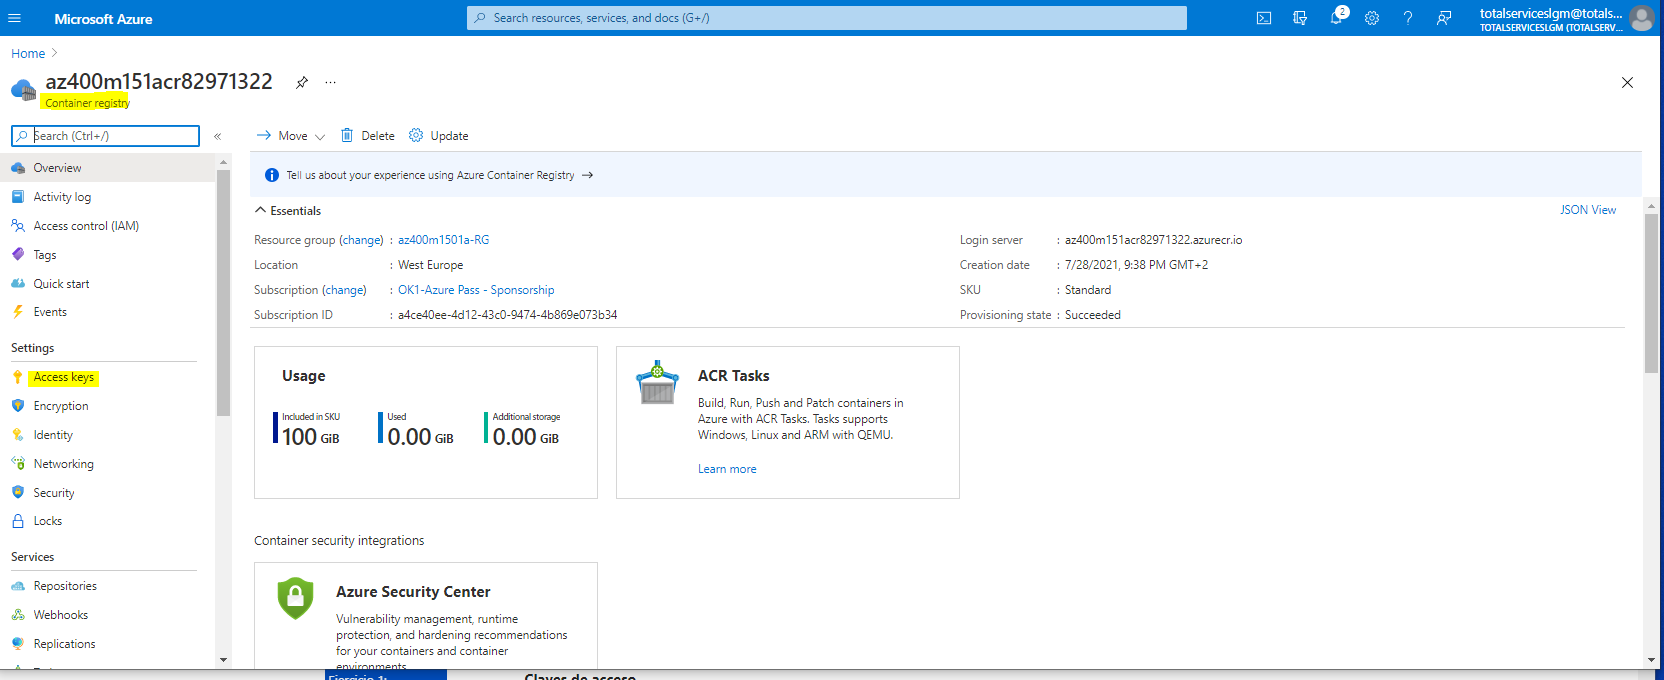 Microsoft Azure
Search resources, services, and docs (G+/)
2
totalserviceslgm@totals...
TOTALSERVICESLGM (TOTALSERV...
Home
az400m151acr82971322
...
Container registry
Search (Ctrl+/)
«
Move
Delete
Update
Overview
Activity log
Access control (IAM)
Tags
Quick start
Events
Settings
Access keys
Encryption
Identity
Networking
Security
Locks
Services
Repositories
Webhooks
Replications
Tell us about your experience using Azure Container Registry →
Essentials
JSON View
Resource group (change) : az400m1501a-RG
Location : West Europe
Subscription (change) : OK1-Azure Pass - Sponsorship
Subscription ID : a4ce40ee-4d12-43c0-9474-4b869e073b34
Login server : az400m151acr82971322.azurecr.io
Creation date : 7/28/2021, 9:38 PM GMT+2
SKU : Standard
Provisioning state : Succeeded
Usage
Included in SKU
100 GiB
Used
0.00 GiB
Additional storage
0.00 GiB
ACR Tasks
Build, Run, Push and Patch containers in
Azure with ACR Tasks. Tasks supports
Windows, Linux and ARM with QEMU.
Learn more
Container security integrations
Azure Security Center
Vulnerability management, runtime
protection, and hardening recommendations
for your containers and container
environments.
Ejercicio 1:
Claves de acceso